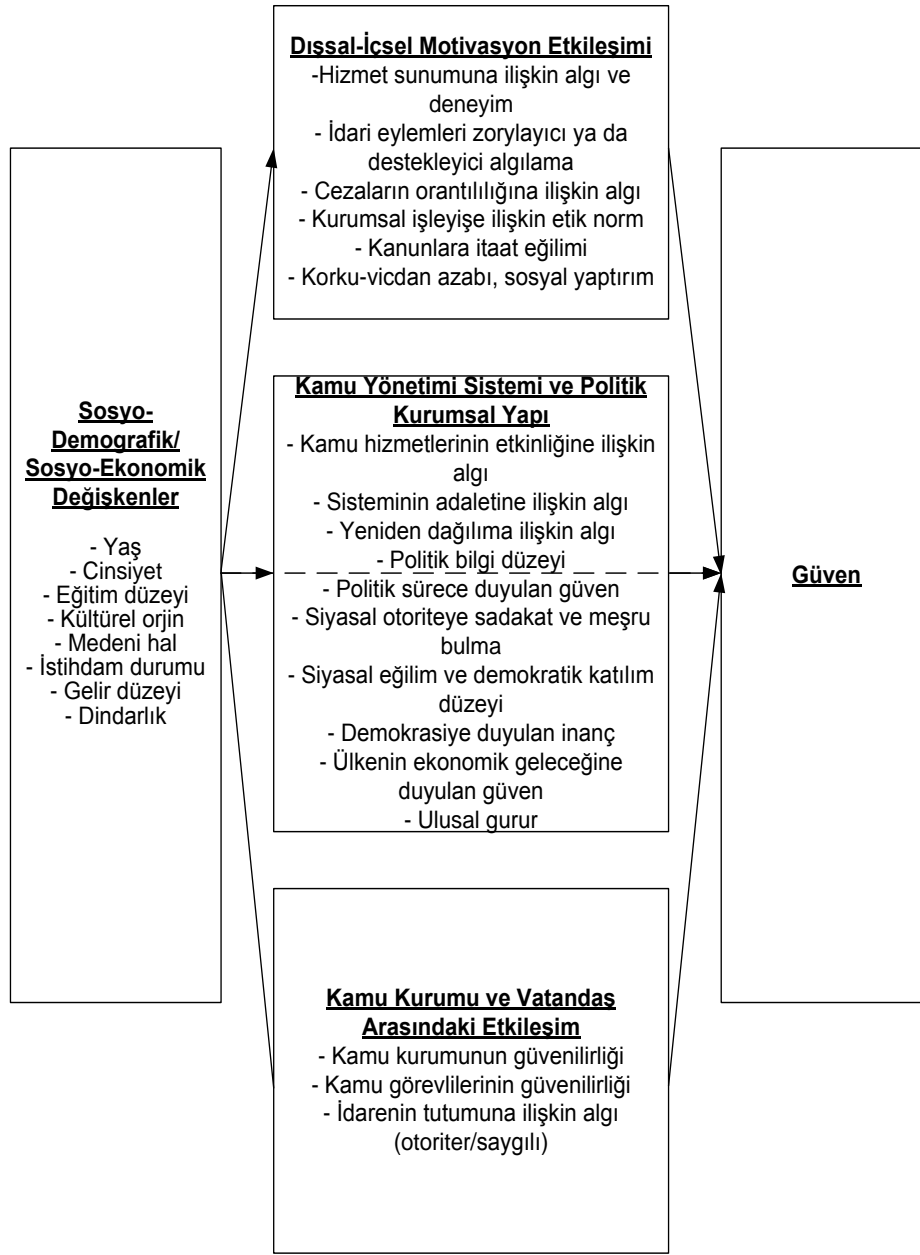 Sosyo-
Demografik/
Sosyo-Ekonomik
Değişkenler
- Yaş
- Cinsiyet
- Eğitim düzeyi
- Kültürel orjin
- Medeni hal
- İstihdam durumu
- Gelir düzeyi
- Dindarlık
Dışsal-İçsel Motivasyon Etkileşimi
-Hizmet sunumuna ilişkin algı ve
deneyim
- İdari eylemleri zorylayıcı ya da
destekleyici algılama
- Cezaların orantılılığına ilişkin algı
- Kurumsal işleyişe ilişkin etik norm
- Kanunlara itaat eğilimi
- Korku-vicdan azabı, sosyal yaptırım
Kamu Yönetimi Sistemi ve Politik
Kurumsal Yapı
- Kamu hizmetlerinin etkinliğine ilişkin
algı
- Sisteminin adaletine ilişkin algı
- Yeniden dağılıma ilişkin algı
- Politik bilgi düzeyi
- Politik sürece duyulan güven
- Siyasal otoriteye sadakat ve meşru
bulma
- Siyasal eğilim ve demokratik katılım
düzeyi
- Demokrasiye duyulan inanç
- Ülkenin ekonomik geleceğine
duyulan güven
- Ulusal gurur
Kamu Kurumu ve Vatandaş
Arasındaki Etkileşim
- Kamu kurumunun güvenilirliği
- Kamu görevlilerinin güvenilirliği
- İdarenin tutumuna ilişkin algı
(otoriter/saygılı)
Güven